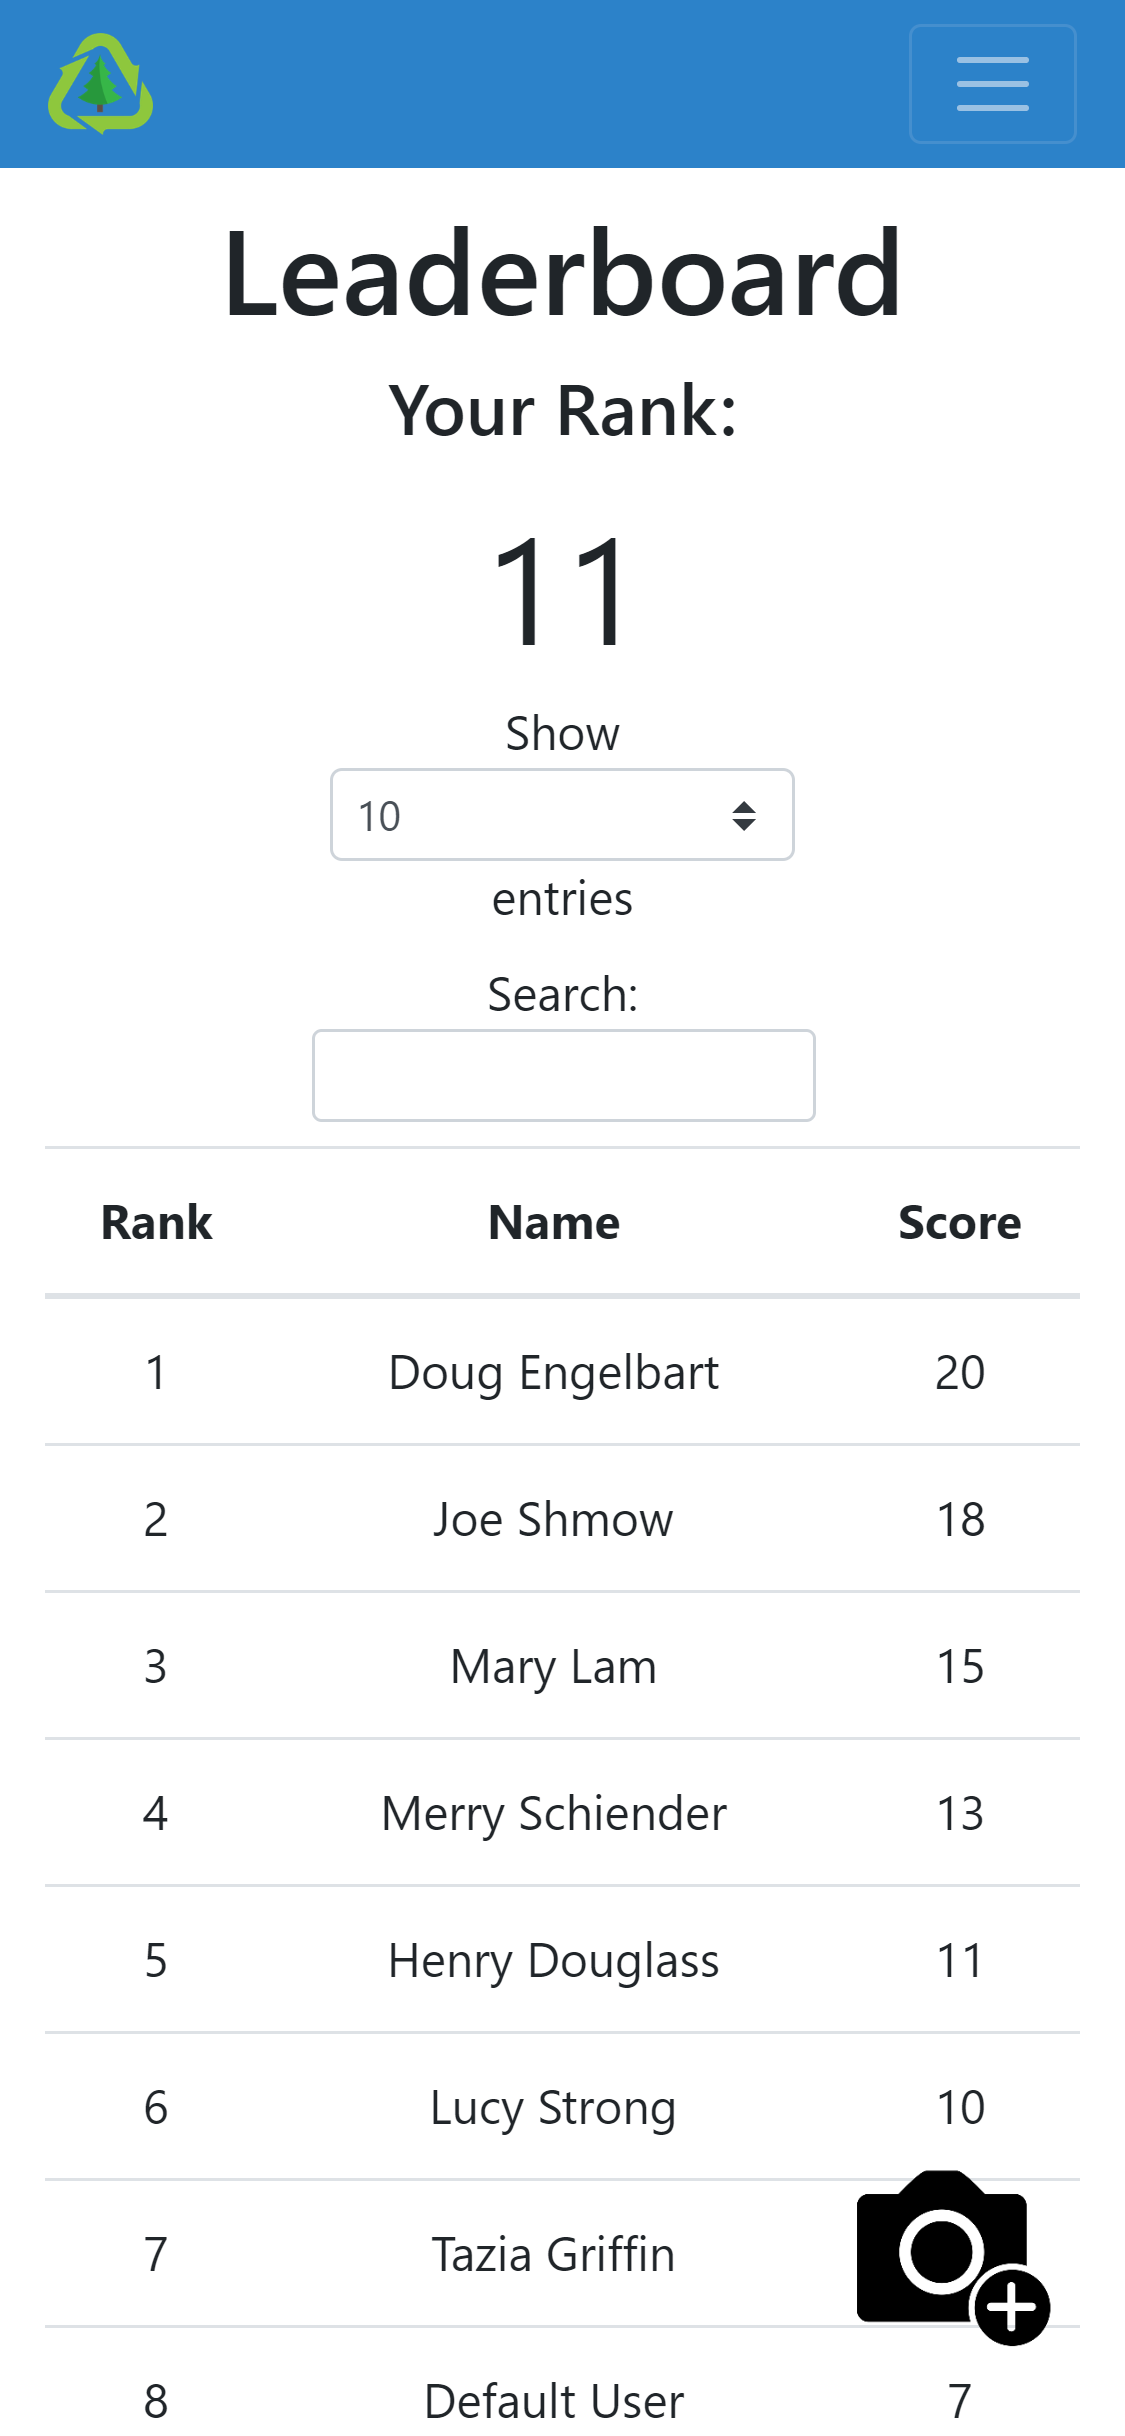 Leaderboard
Your Rank:
11
Show
10
entries
Search:
Rank Name Score
1 Doug Engelbart 20
2 Joe Shmow 18
3 Mary Lam 15
4 Merry Schiender 13
5 Henry Douglass 11
6 Lucy Strong 10
7 Tazia Griffin
8 Default User 7